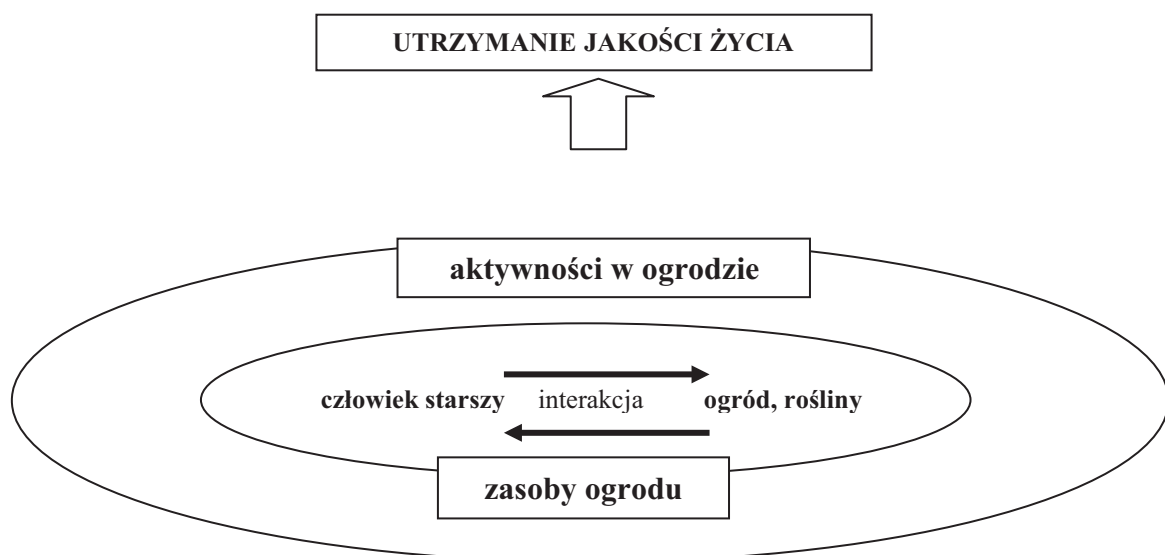 UTRZYMANIE JAKOŚCI ŻYCIA
aktywności w ogrodzie
człowiek starszy interakcja ogród, rośliny
zasoby ogrodu